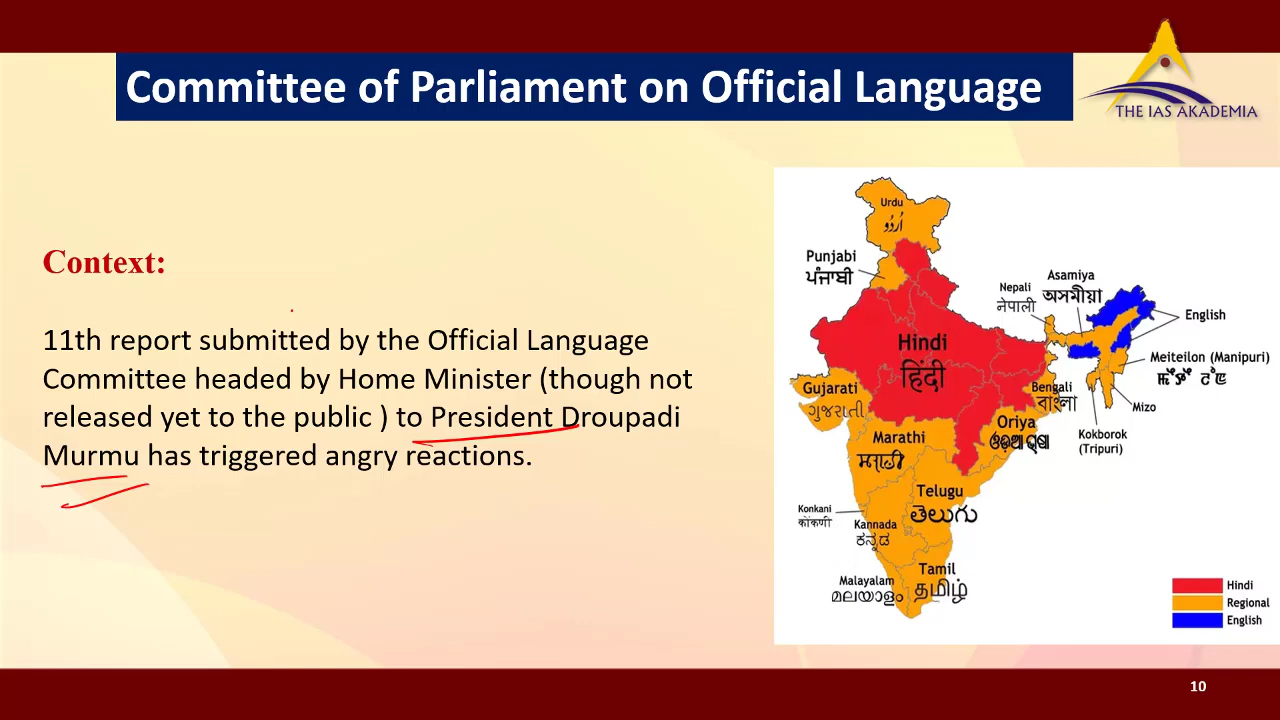 Committee of Parliament on Official Language
THE IAS AKADEMIA
Context:
11th report submitted by the Official Language
Committee headed by Home Minister (though not
released yet to the public ) to President Droupadi
Murmu has triggered angry reactions.
Urdu
اُردُو
Punjabi
ਪੰਜਾਬੀ
Nepali
नेपाली
Asamiya
অসমীয়া
English
Hindi
हिंदी
Meiteilon (Manipuri)
Gujarati
ગુજરાતી
Bengali
বাংলা
Mizo
Oriya
Kokborok
(Tripuri)
Marathi
मराठी
Telugu
తెలుగు
Konkani
कोंकणी
Kannada
ಕನ್ನಡ
Tamil
தமிழ்
Malayalam
മലയാളം
Hindi
Regional
English
10